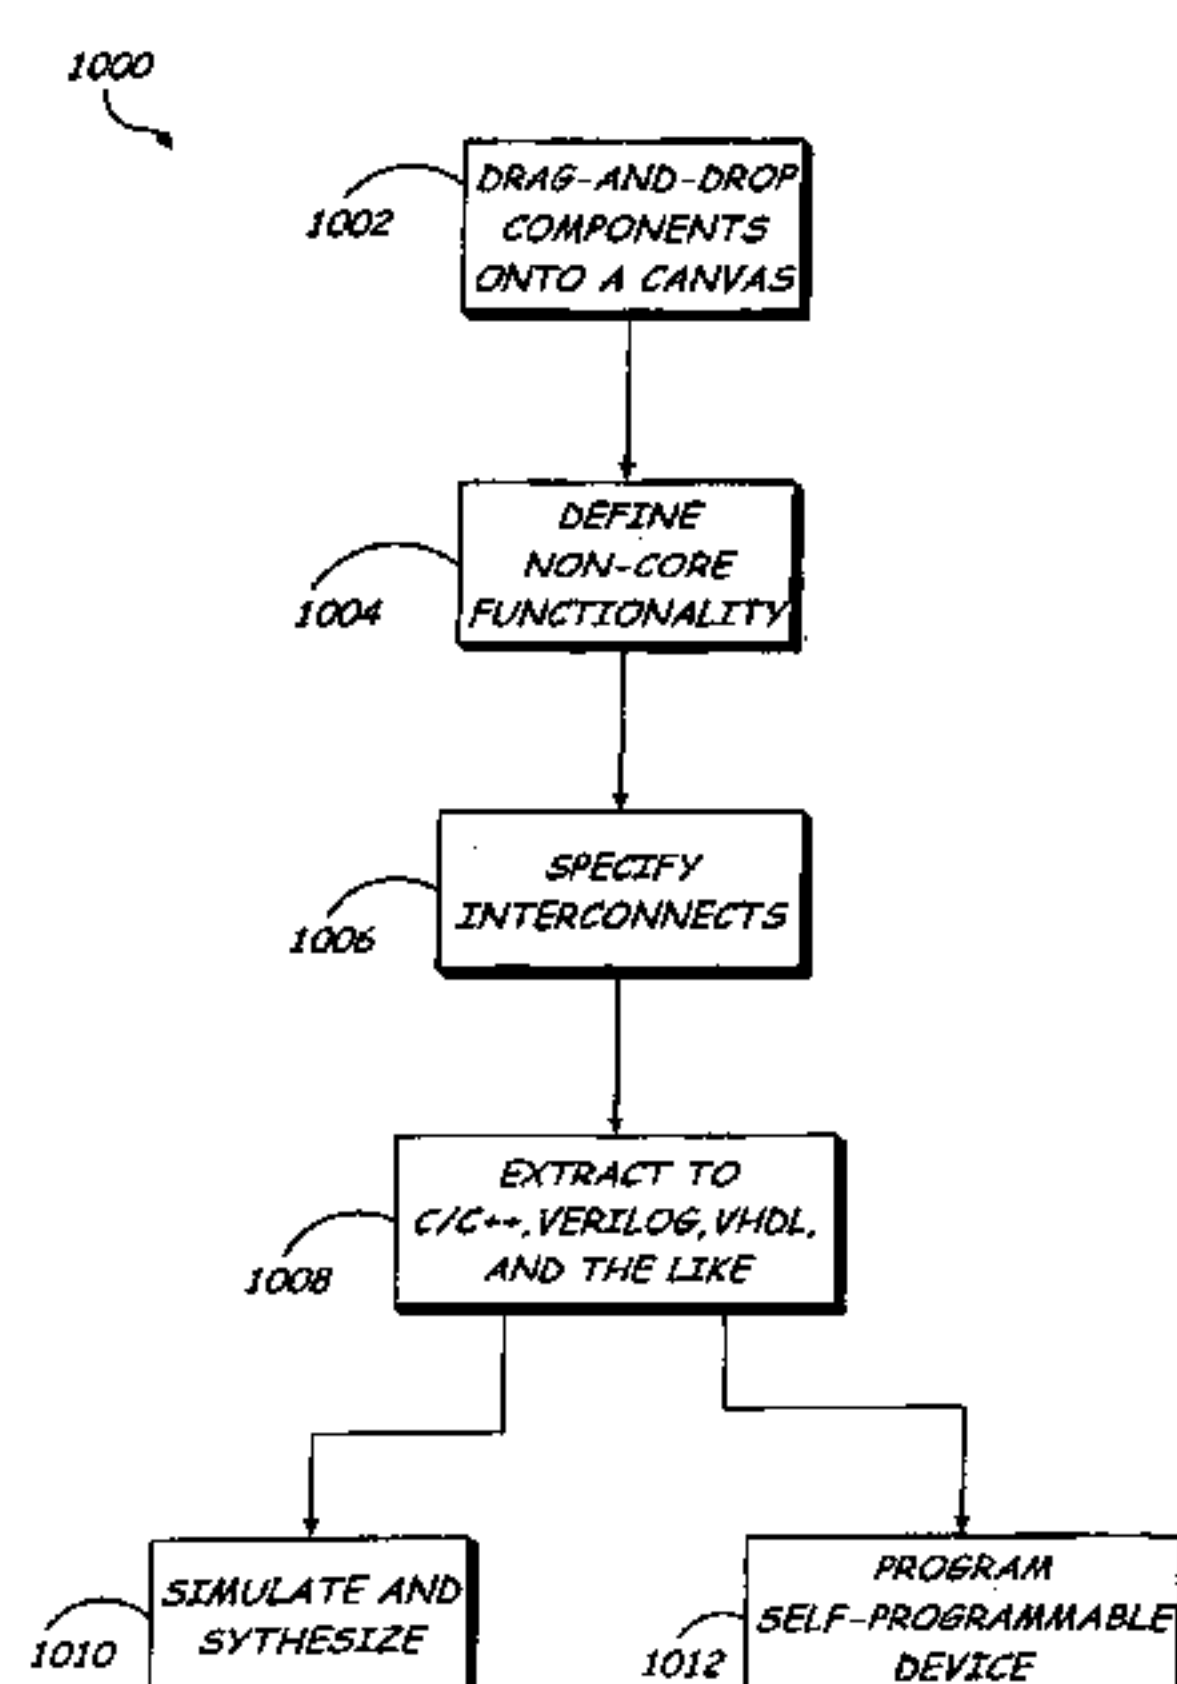 1000
DRAG-AND-DROP
COMPONENTS
ONTO A CANVAS
1002
DEFINE
NON-CORE
FUNCTIONALITY
1004
SPECIFY
INTERCONNECTS
1006
EXTRACT TO
C/C++, VERILOG, VHDL,
AND THE LIKE
1008
SIMULATE AND
SYTHESIZE
1010
PROGRAM
SELF-PROGRAMMABLE
DEVICE
1012